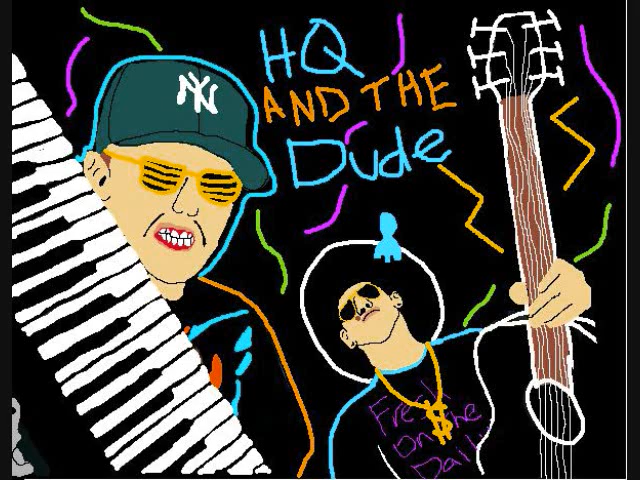 HQ
AND THE
Dude
NY
Fresh
on the
Daily